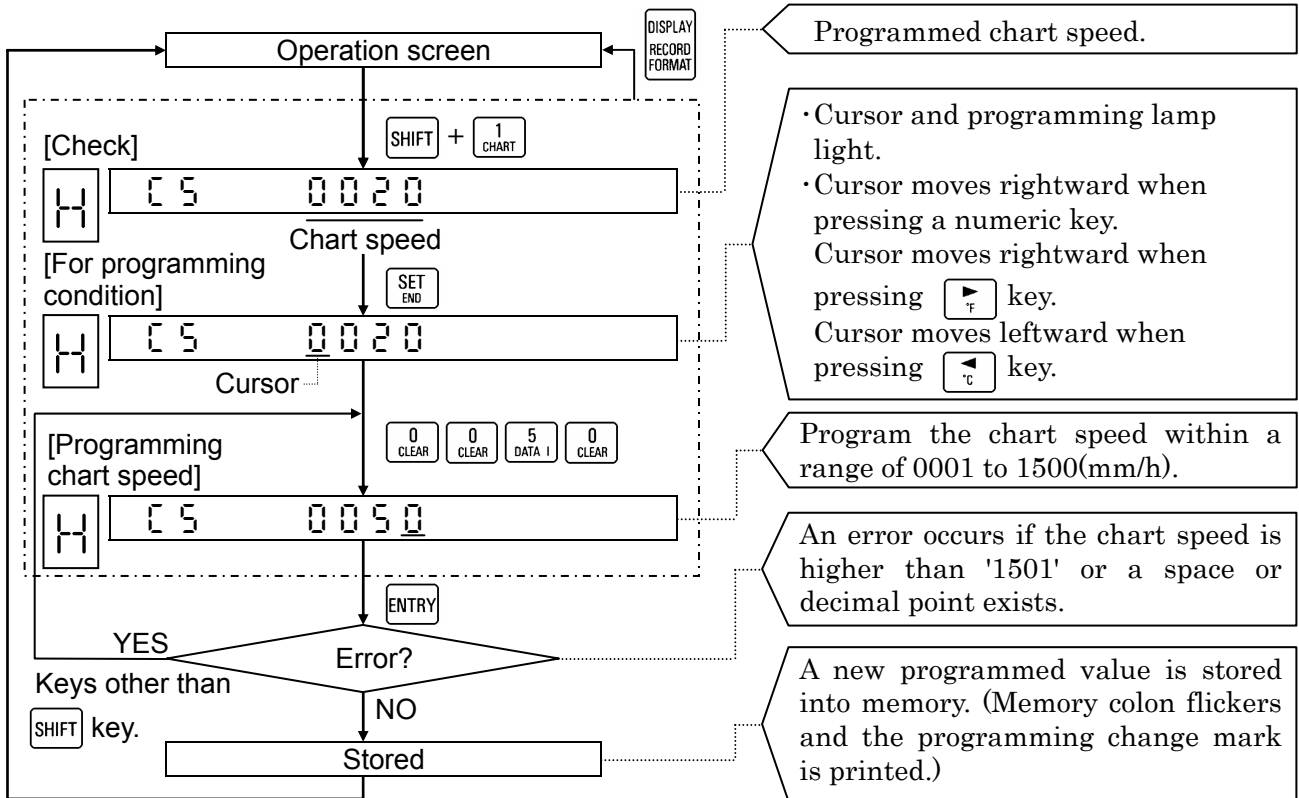 DISPLAY
RECORD
FORMAT
Operation screen
Programmed chart speed.
SHIFT + 1
CHART
[Check]
H CS 0020
Chart speed
・Cursor and programming lamp
light.
・Cursor moves rightward when
pressing a numeric key.
Cursor moves rightward when
pressing ► °F key.
Cursor moves leftward when
pressing ◄ °C key.
[For programming
condition]
SET
END
H CS 0020
Cursor
[Programming
chart speed]
0 0 5 0
CLEAR CLEAR DATA I CLEAR
H CS 0050
Program the chart speed within a
range of 0001 to 1500(mm/h).
ENTRY
An error occurs if the chart speed is
higher than '1501' or a space or
decimal point exists.
YES
Error?
Keys other than
SHIFT key.
NO
Stored
A new programmed value is stored
into memory. (Memory colon flickers
and the programming change mark
is printed.)